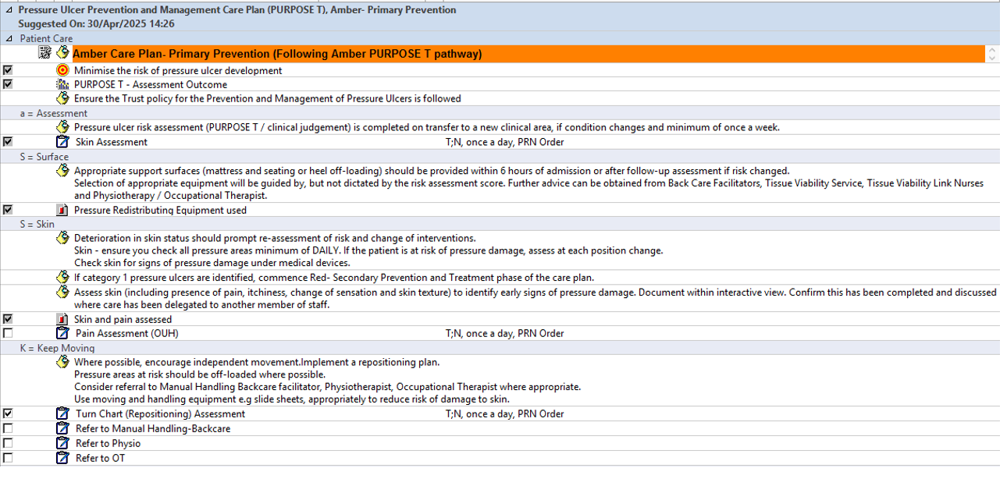 Pressure Ulcer Prevention and Management Care Plan (PURPOSE T), Amber- Primary Prevention
Suggested On: 30/Apr/2025 14:26
Patient Care
Amber Care Plan- Primary Prevention (Following Amber PURPOSE T pathway)
Minimise the risk of pressure ulcer development
PURPOSE T - Assessment Outcome
Ensure the Trust policy for the Prevention and Management of Pressure Ulcers is followed
a = Assessment
Pressure ulcer risk assessment (PURPOSE T / clinical judgement) is completed on transfer to a new clinical area, if condition changes and minimum of once a week.
Skin Assessment T;N, once a day, PRN Order
S = Surface
Appropriate support surfaces (mattress and seating or heel off-loading) should be provided within 6 hours of admission or after follow-up assessment if risk changed.
Selection of appropriate equipment will be guided by, but not dictated by the risk assessment score. Further advice can be obtained from Back Care Facilitators, Tissue Viability Service, Tissue Viability Link Nurses
and Physiotherapy / Occupational Therapist.
Pressure Redistributing Equipment used
S = Skin
Deterioration in skin status should prompt re-assessment of risk and change of interventions.
Skin - ensure you check all pressure areas minimum of DAILY. If the patient is at risk of pressure damage, assess at each position change.
Check skin for signs of pressure damage under medical devices.
If category 1 pressure ulcers are identified, commence Red- Secondary Prevention and Treatment phase of the care plan.
Assess skin (including presence of pain, itchiness, change of sensation and skin texture) to identify early signs of pressure damage. Document within interactive view. Confirm this has been completed and discussed
where care has been delegated to another member of staff.
Skin and pain assessed
Pain Assessment (OUH) T;N, once a day, PRN Order
K = Keep Moving
Where possible, encourage independent movement.Implement a repositioning plan.
Pressure areas at risk should be off-loaded where possible.
Consider referral to Manual Handling Backcare facilitator, Physiotherapist, Occupational Therapist where appropriate.
Use moving and handling equipment e.g slide sheets, appropriately to reduce risk of damage to skin.
Turn Chart (Repositioning) Assessment T;N, once a day, PRN Order
Refer to Manual Handling-Backcare
Refer to Physio
Refer to OT